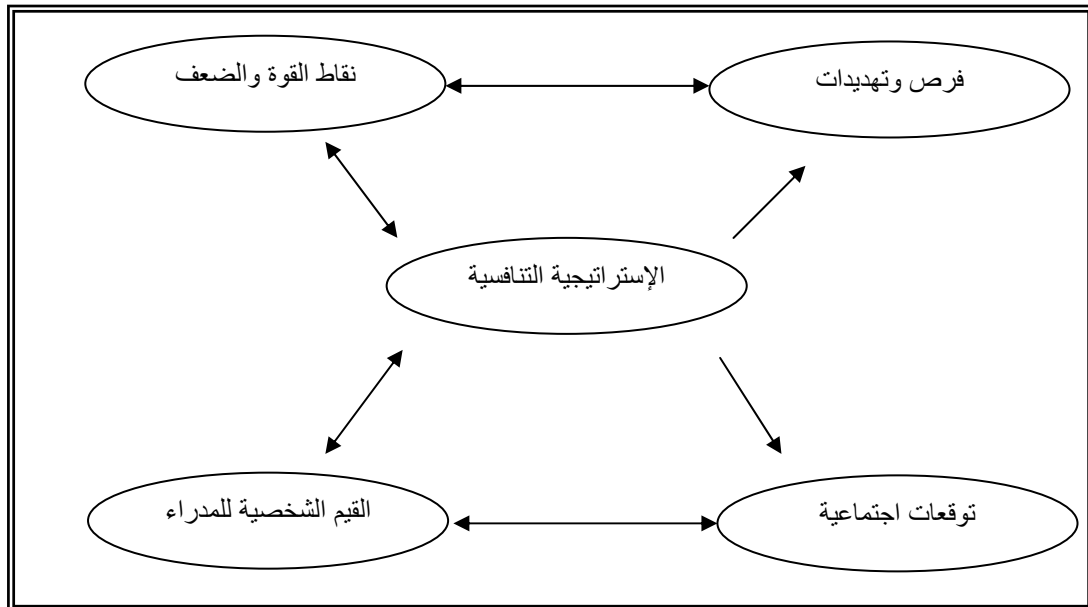 فرص وتهديدات
نقاط القوة والضعف
الإستراتيجية التنافسية
توقعات اجتماعية
القيم الشخصية للمدراء